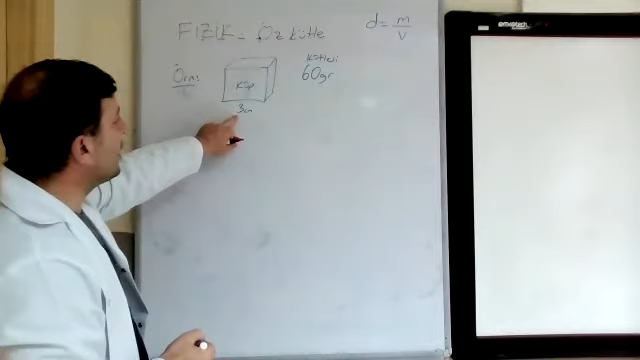 FİZİK - Öz kütle
d = m/v
Örn:
küp
3cm
kütlesi
60gr